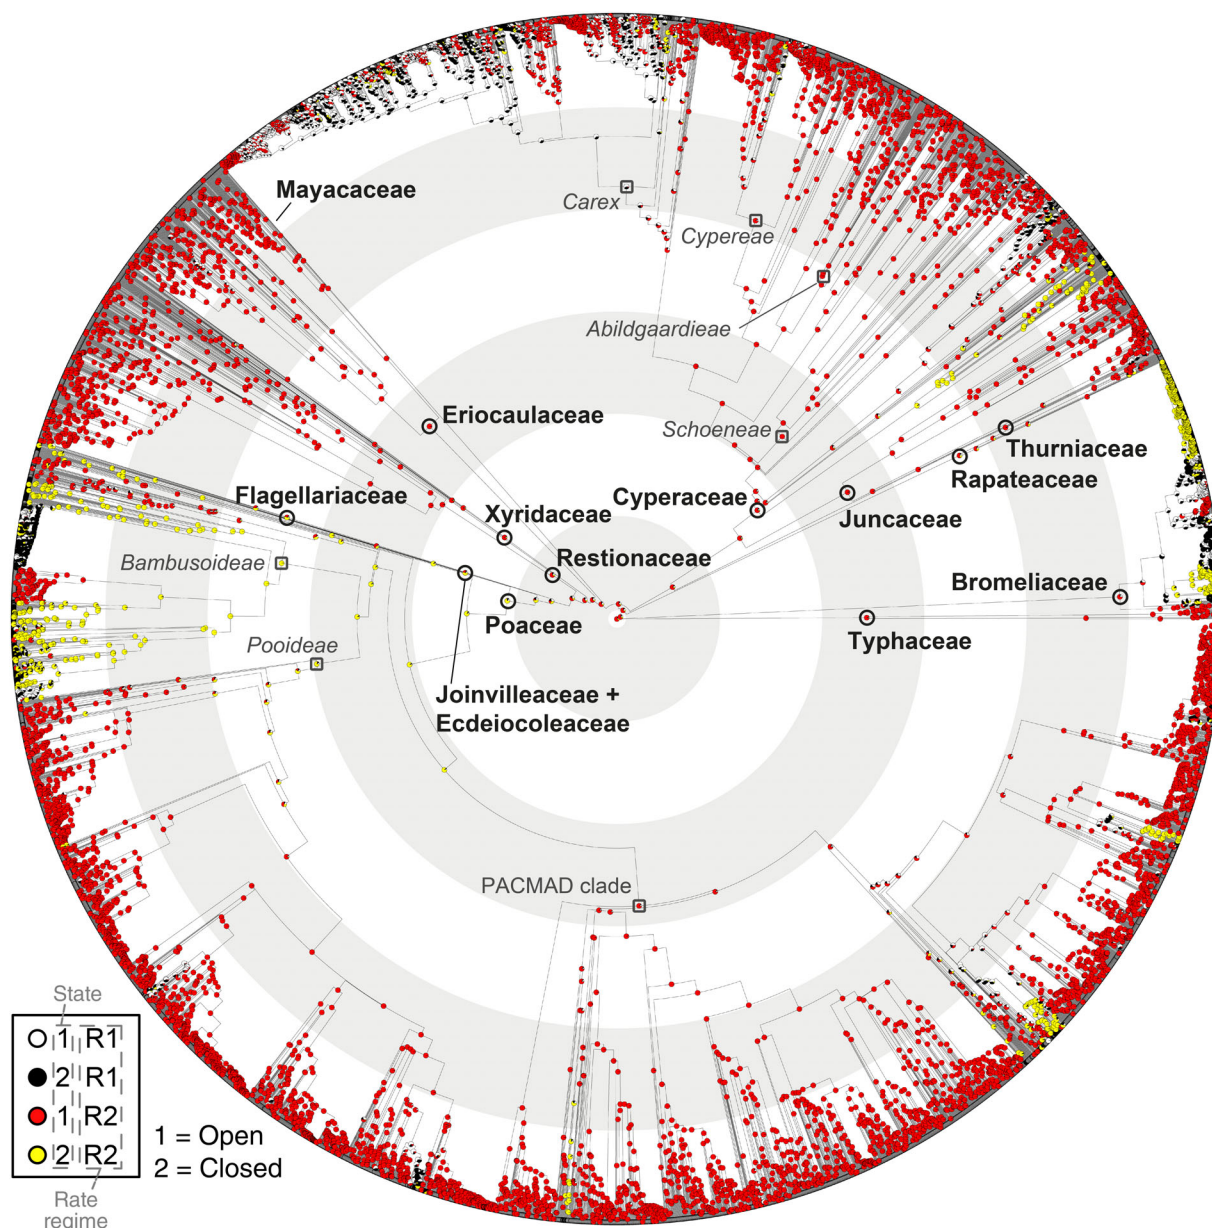 Mayacaceae
Carex
Cypereae
Abildgaardieae
Eriocaulaceae
Schoeneae
Thurniaceae
Rapateaceae
Flagellariaceae
Xyridaceae
Cyperaceae
Juncaceae
Bambusoideae
Restionaceae
Bromeliaceae
Poaceae
Typhaceae
Pooideae
Joinvilleaceae +
Ecdeiocoleaceae
PACMAD clade
State
1 R1
2 R1
1 R2
2 R2
1 = Open
2 = Closed
Rate
regime